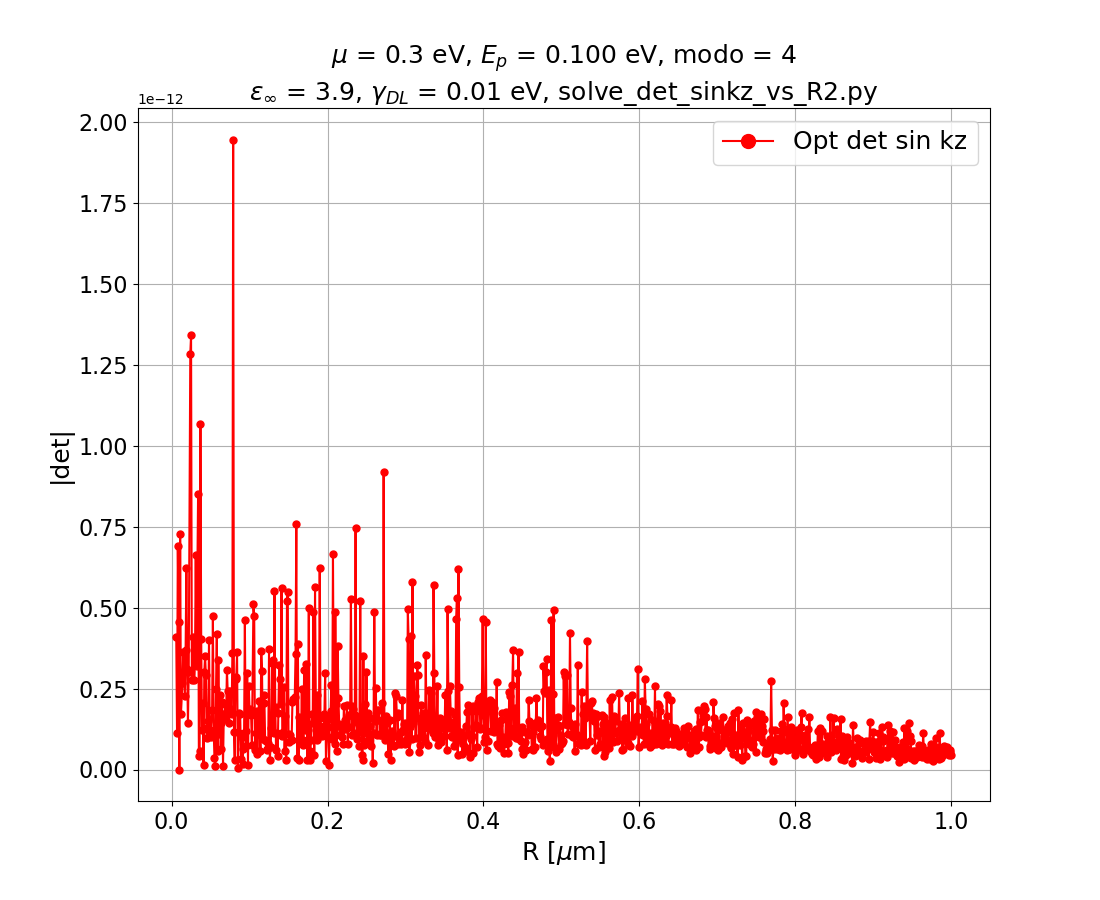 μ = 0.3 eV, E_p = 0.100 eV, modo = 4
ε_∞ = 3.9, γ_DL = 0.01 eV, solve_det_sinkz_vs_R2.py
1e−12
Opt det sin kz
2.00
1.75
1.50
1.25
1.00
0.75
0.50
0.25
0.00
|det|
0.0 0.2 0.4 0.6 0.8 1.0
R [μm]